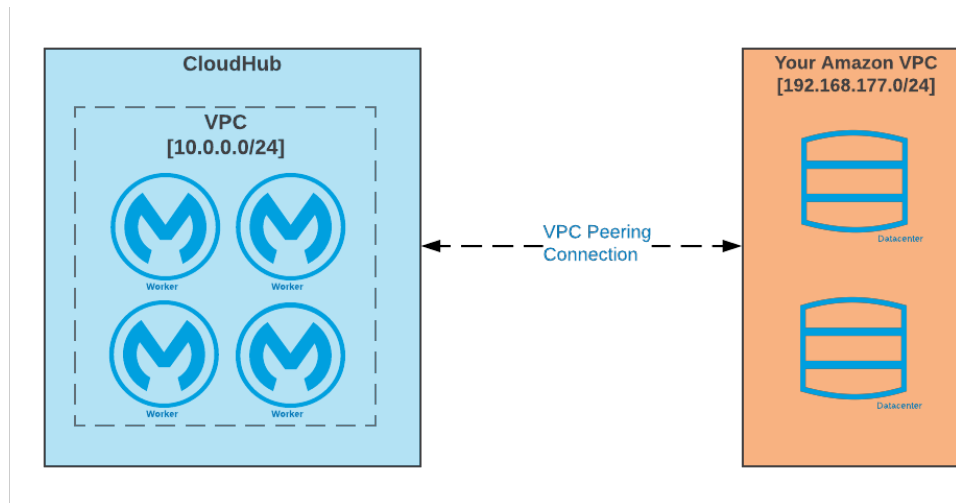 CloudHub
VPC
[10.0.0.0/24]
Worker
Worker
Worker
Worker
VPC Peering
Connection
Your Amazon VPC
[192.168.177.0/24]
Datacenter
Datacenter